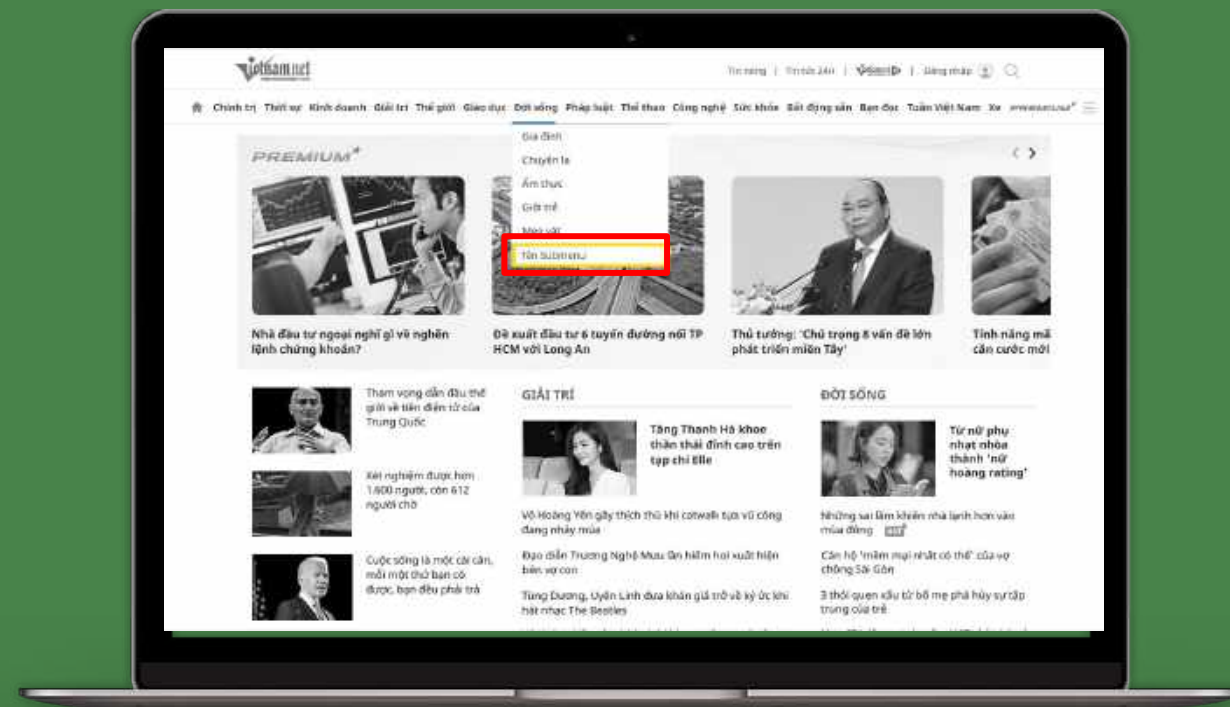 Vietnamnet
Tin nóng | Tin tức 24h | | Đăng nhập
Chính trị Thời sự Kinh doanh Giải trí Thế giới Giáo dục Đời sống Pháp luật Thể thao Công nghệ Sức khỏe Bất động sản Bạn đọc Tuần Việt Nam Xe PREMIUM
Gia đình
Chuyện lạ
Ẩm thực
Giới trẻ
Mẹo vặt
Tên Submenu
PREMIUM
Nhà đầu tư ngoại nghĩ gì về nghẽn
lệnh chứng khoán?
Đề xuất đầu tư 6 tuyến đường nối TP
HCM với Long An
Thủ tướng: 'Chú trọng 8 vấn đề lớn
phát triển miền Tây'
Tính năng mã
căn cước mới
Tham vọng dẫn đầu thế
giới về tiền điện tử của
Trung Quốc
Xét nghiệm được hơn
1.600 người, còn 612
người chờ
Cuộc sống là một cái cân,
mỗi một thứ bạn có
được, bạn đều phải trả
GIẢI TRÍ
Tăng Thanh Hà khoe
thần thái đỉnh cao trên
tạp chí Elle
Võ Hoàng Yến gây thích thú khi catwalk tựa vũ công
đang nhảy múa
Đạo diễn Trương Nghệ Mưu lần hiếm hoi xuất hiện
bên vợ con
Tùng Dương, Uyên Linh đưa khán giả trở về ký ức khi
hát nhạc The Beatles
ĐỜI SỐNG
Từ nữ phụ
nhạt nhòa
thành 'nữ
hoàng rating'
Những sai lầm khiến nhà lạnh hơn vào
mùa đông
Căn hộ 'mềm mại nhất có thể' của vợ
chồng Sài Gòn
3 thói quen xấu từ bố mẹ phá hủy sự tập
trung của trẻ